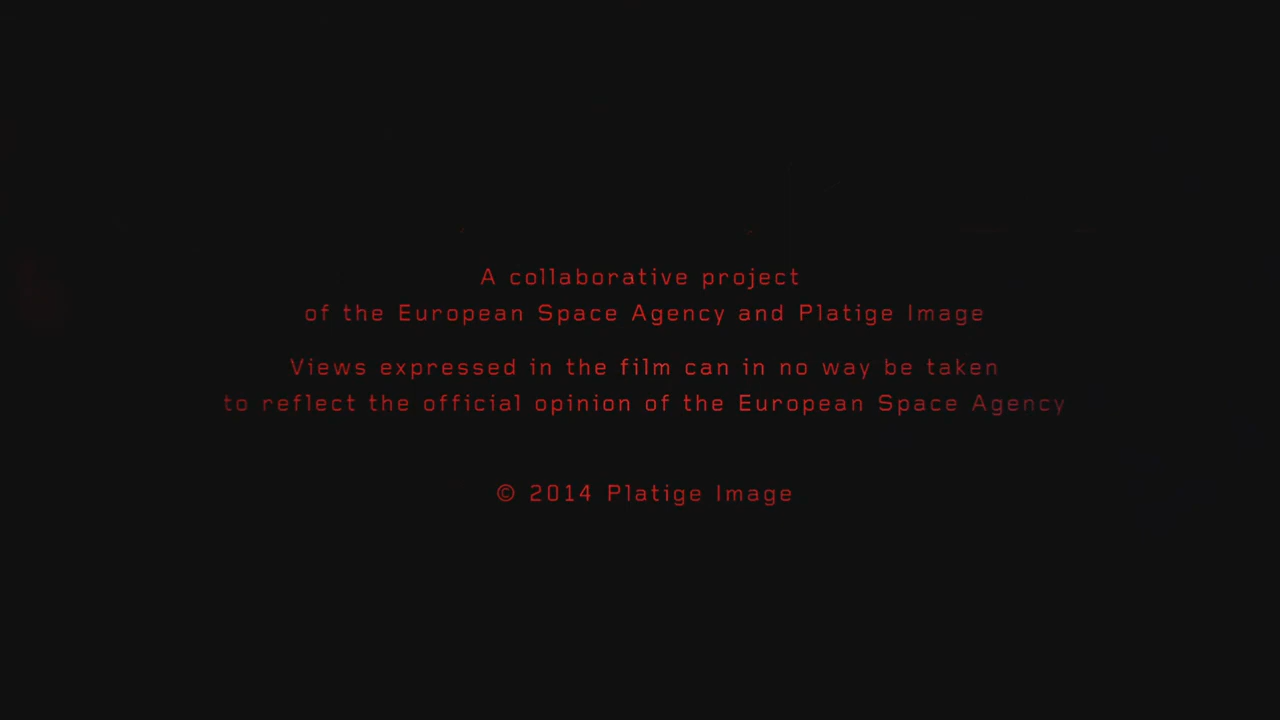 A collaborative project
of the European Space Agency and Platige Image
Views expressed in the film can in no way be taken
to reflect the official opinion of the European Space Agency
© 2014 Platige Image